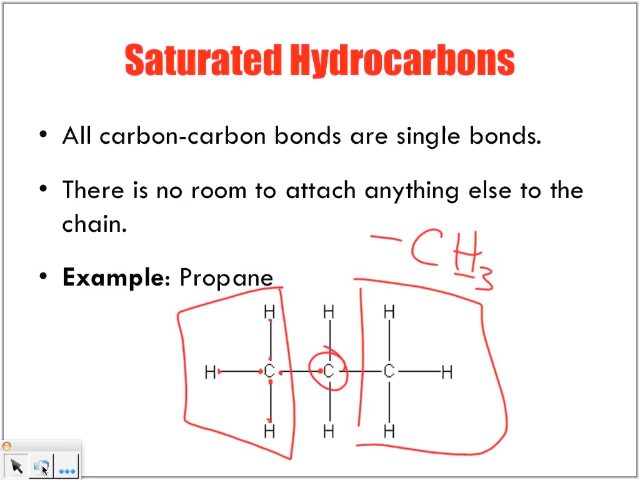 Saturated Hydrocarbons
• All carbon-carbon bonds are single bonds.
• There is no room to attach anything else to the
chain.
– CH3
• Example: Propane
H H H
H C C C H
H H H